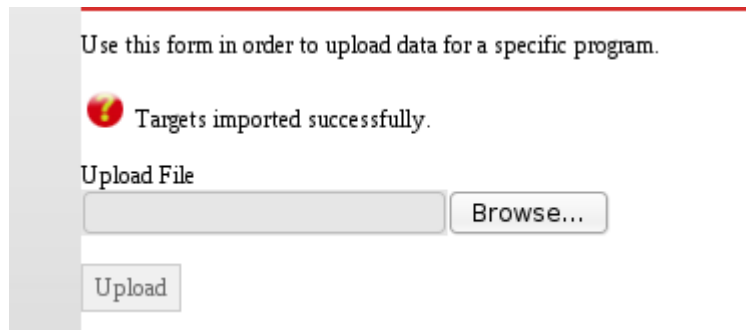 Use this form in order to upload data for a specific program.
? Targets imported successfully.
Upload File
Browse...
Upload